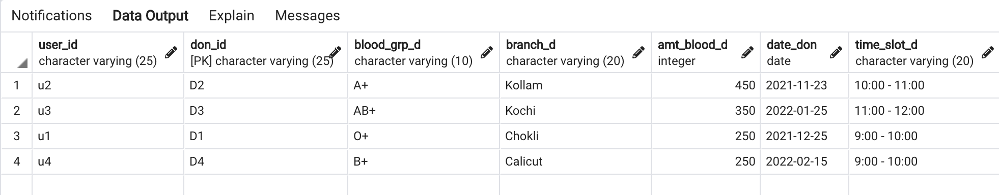 Notifications Data Output Explain Messages
user_id don_id blood_grp_d branch_d amt_blood_d date_don time_slot_d
character varying (25) [PK] character varying (25) character varying (10) character varying (20) integer date character varying (20)
1 u2 D2 A+ Kollam 450 2021-11-23 10:00 - 11:00
2 u3 D3 AB+ Kochi 350 2022-01-25 11:00 - 12:00
3 u1 D1 O+ Chokli 250 2021-12-25 9:00 - 10:00
4 u4 D4 B+ Calicut 250 2022-02-15 9:00 - 10:00